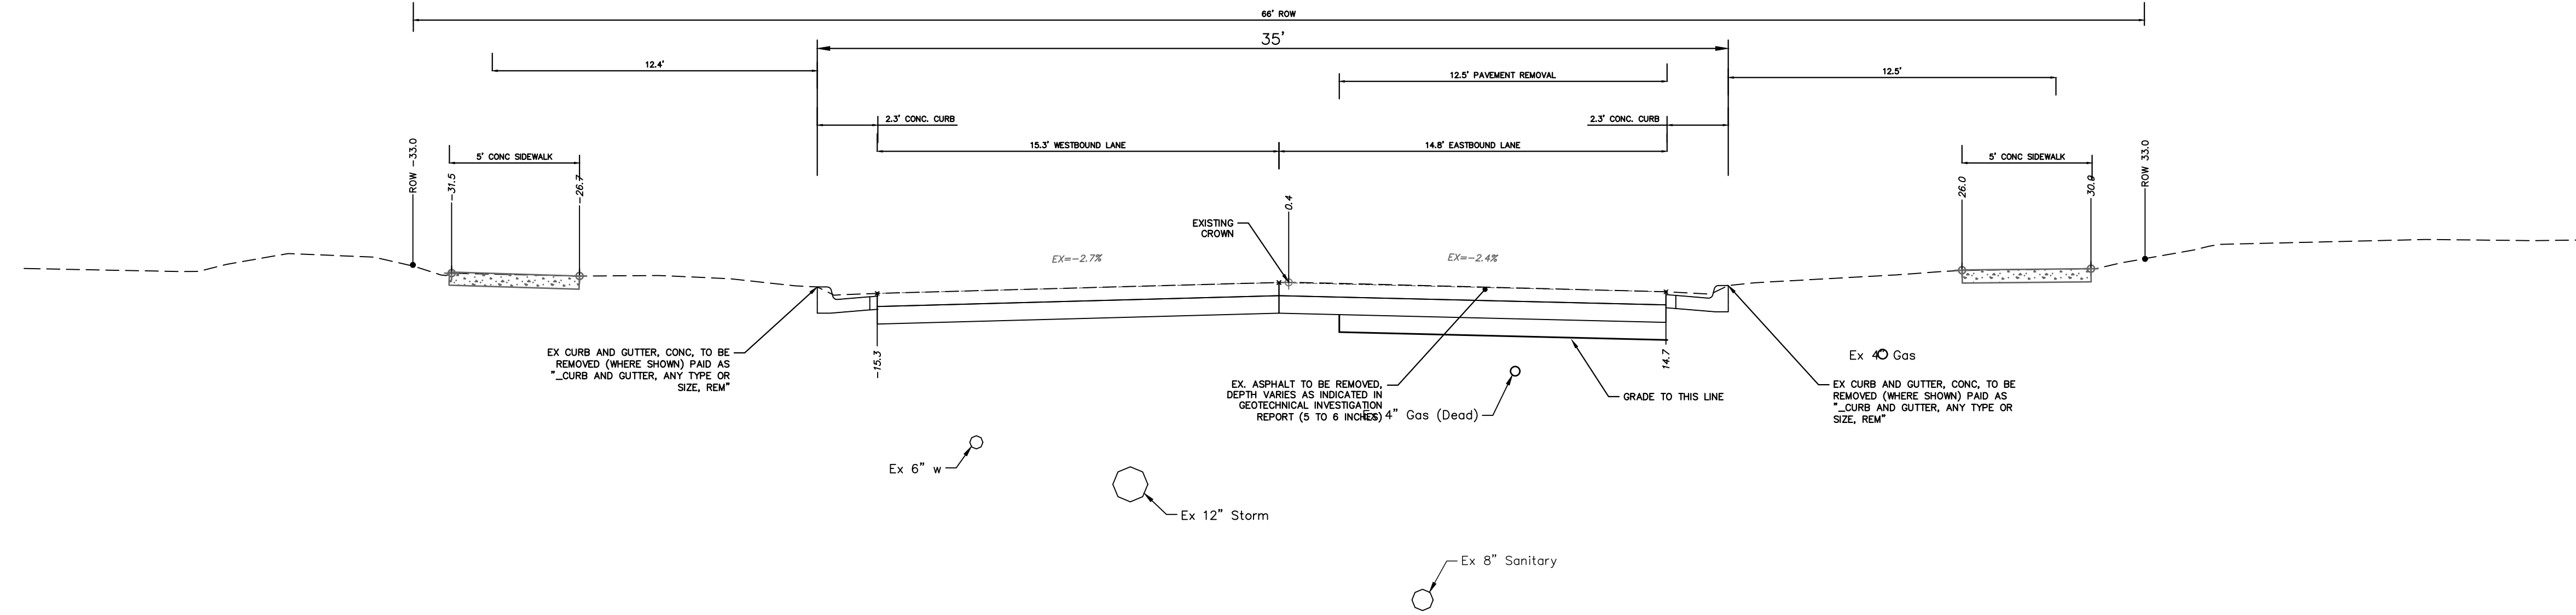 66' ROW
35'
12.4'
12.5' PAVEMENT REMOVAL
12.5'
2.3' CONC. CURB
2.3' CONC. CURB
15.3' WESTBOUND LANE
14.8' EASTBOUND LANE
5' CONC SIDEWALK
5' CONC SIDEWALK
ROW -33.0
-31.5
-26.7
0.4
26.0
30.9
ROW 33.0
EXISTING
CROWN
EX=-2.7%
EX=-2.4%
-15.3
14.7
EX CURB AND GUTTER, CONC, TO BE
REMOVED (WHERE SHOWN) PAID AS
"_CURB AND GUTTER, ANY TYPE OR
SIZE, REM"
EX. ASPHALT TO BE REMOVED,
DEPTH VARIES AS INDICATED IN
GEOTECHNICAL INVESTIGATION
REPORT (5 TO 6 INCHES)
Ex 4" Gas (Dead)
GRADE TO THIS LINE
Ex 4" Gas
EX CURB AND GUTTER, CONC, TO BE
REMOVED (WHERE SHOWN) PAID AS
"_CURB AND GUTTER, ANY TYPE OR
SIZE, REM"
Ex 6" w
Ex 12" Storm
Ex 8" Sanitary